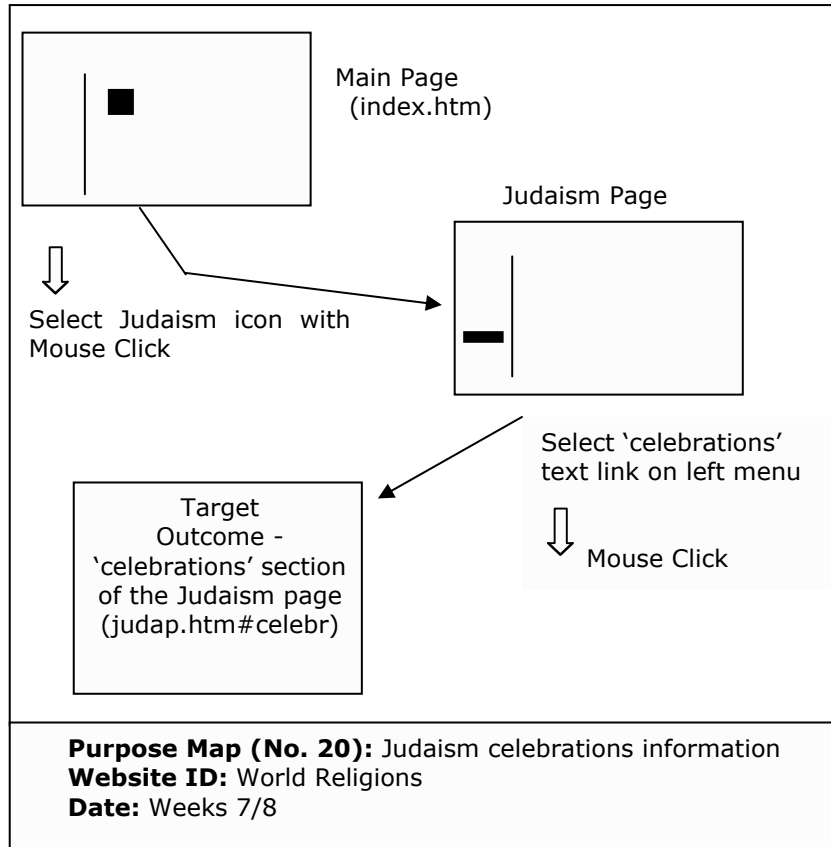 Main Page
(index.htm)
Judaism Page
Select Judaism icon with
Mouse Click
Select ‘celebrations’
text link on left menu
Mouse Click
Target
Outcome -
‘celebrations’ section
of the Judaism page
(judap.htm#celebr)
Purpose Map (No. 20): Judaism celebrations information
Website ID: World Religions
Date: Weeks 7/8